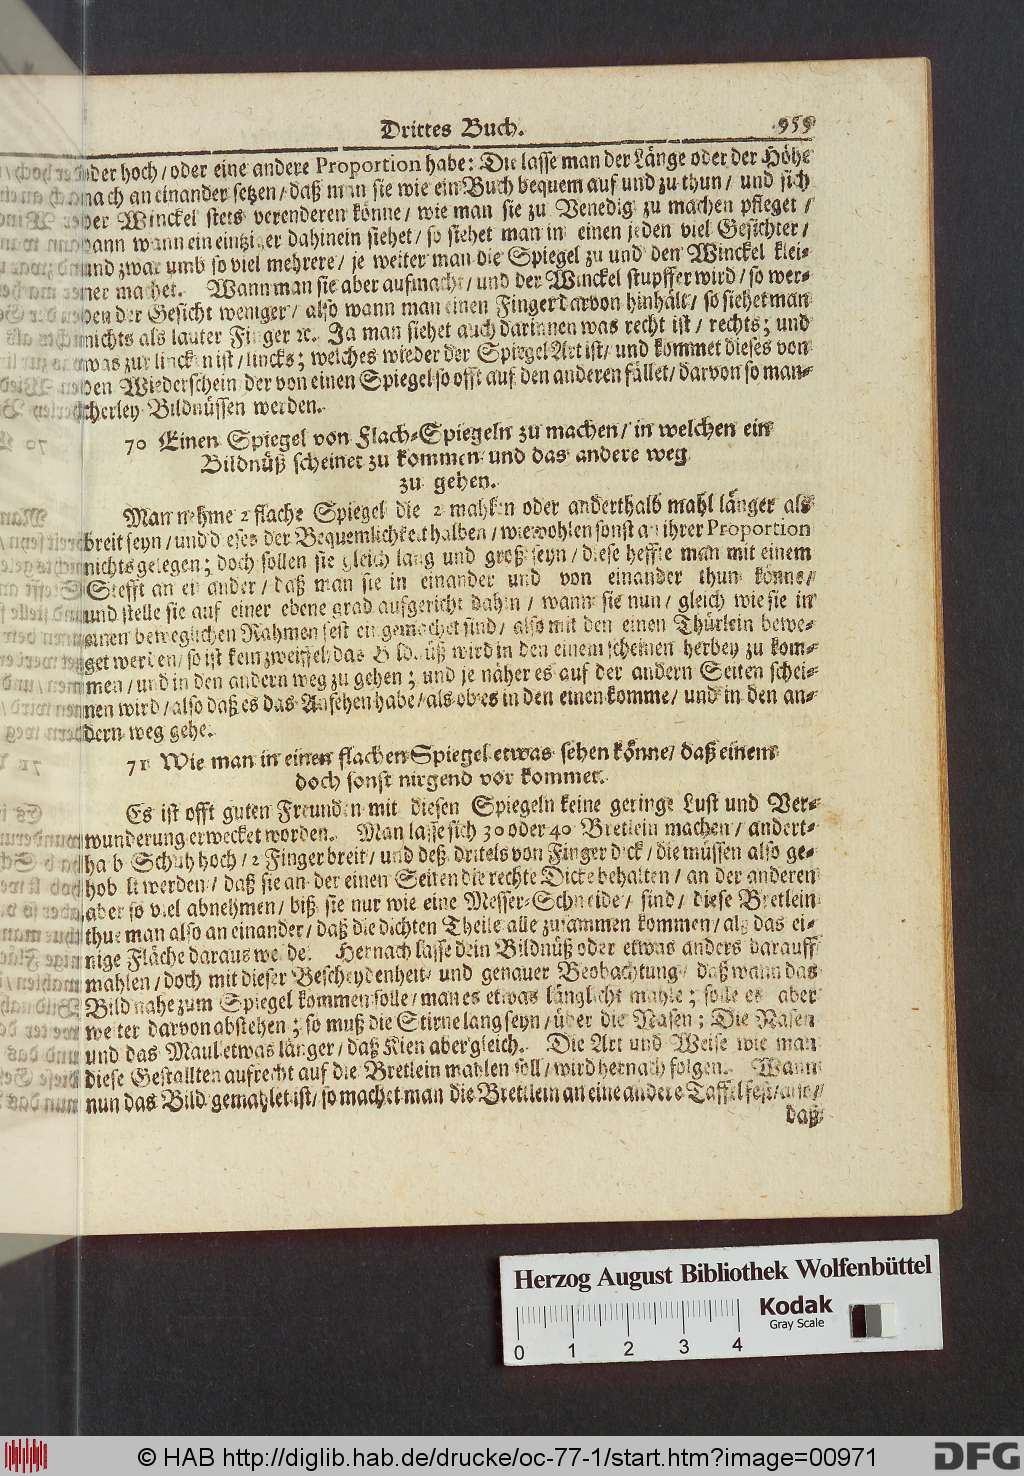 Drittes Buch. 955
oder hoch/ oder eine andere Proportion habe: Die lasse man der Länge oder der Höhe
nach an einander setzen/ daß man sie wie ein Buch bequem auf und zu thun/ und sich
der Winckel stets verenderen könne/ wie man sie zu Venedig zu machen pfleget/
dann wann ein eintziger dahinein siehet/ so siehet man in einen jeden viel Gesichter/
und zwar umb so viel mehrere/ je weiter man die Spiegel zu und den Winckel klei-
ner machet. Wann man sie aber aufmacht/ und der Winckel stupffer wird/ so wer-
den der Gesicht weniger/ also wann man einen Finger darvon hinhält/ so siehet man
nichts als lauter Finger ꝛc. Ja man siehet auch darinnen was recht ist/ rechts; und
was zur lincken ist/ lincks; welches wieder der Spiegel Art ist/ und kommet dieses von
den Wiederschein der von einen Spiegel so offt auf den anderen fället/ darvon so man-
cherley Bildnüssen werden.
70 Einen Spiegel von Flach-Spiegeln zu machen/ in welchen ein
Bildnüß scheinet zu kommen und das andere weg
zu gehen.
Man nehme 2 flache Spiegel die 2 mahlen oder anderthalb mahl länger als
breit seyn/ und dieses der Bequemlichkeit halben/ wiewohlen sonst an ihrer Proportion
nichts gelegen; doch sollen sie gleich lang und groß seyn/ diese heffte man mit einem
Stefft an einander/ daß man sie in einander und von einander thun könne/
und stelle sie auf einer ebene grad aufgericht dahin/ wann sie nun/ gleich wie sie in
einen beweglichen Rahmen fest eingemachet sind/ also mit den einen Thürlein bewe-
get werden/ so ist kein zweiffel das Bildnüß wird in den einem scheinen herbey zu kom-
men/ und in den andern weg zu gehen; und je näher es auf der andern Seiten schei-
nen wird/ also daß es das Ansehen habe/ als ob es in den einen komme/ und in den an-
dern weg gehe.
71 Wie man in einen flachen Spiegel etwas sehen könne/ daß einem
doch sonst nirgend vor kommet.
Es ist offt guten Freunden mit diesen Spiegeln keine geringe Lust und Ver-
wunderung erwecket worden. Man lasse sich 30 oder 40 Bretlein machen/ andert-
halb Schuh hoch/ 2 Finger breit/ und deß dritels von Finger dick/ die müssen also ge-
hobelt werden/ daß sie an der einen Seiten die rechte Dicke behalten/ an der anderen
aber so viel abnehmen/ biß sie nur wie eine Messer-Schneide/ sind/ diese Bretlein
thue man also an einander/ daß die dichten Theile alle zusammen kommen/ als das ei-
nige Fläche daraus werde. Hernach lasse dein Bildnüß oder etwas anders darauff
mahlen/ doch mit dieser Bescheydenheit und genauer Beobachtung/ daß wann das
Bild nahe zum Spiegel kommen solle/ man es etwas länglicht mahle; solle es aber
weiter darvon abstehen; so muß die Stirne lang seyn/ über die Nasen; Die Nasen
und das Maul etwas länger/ daß Kien aber gleich. Die Art und Weise wie man
diese Gestallten aufrecht auf die Bretlein mahlen soll/ wird hernach folgen. Wann
nun das Bild gemahlet ist/ so machet man die Brettlein an eine andere Taffel fest/ also/
daß
Herzog August Bibliothek Wolfenbüttel
0 1 2 3 4
Kodak
Gray Scale
© HAB http://diglib.hab.de/drucke/oc-77-1/start.htm?image=00971
DFG